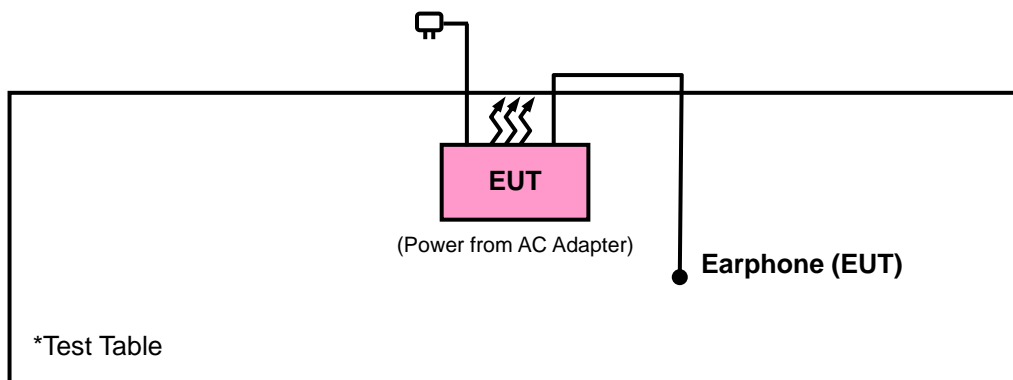 EUT
(Power from AC Adapter)
Earphone (EUT)
*Test Table